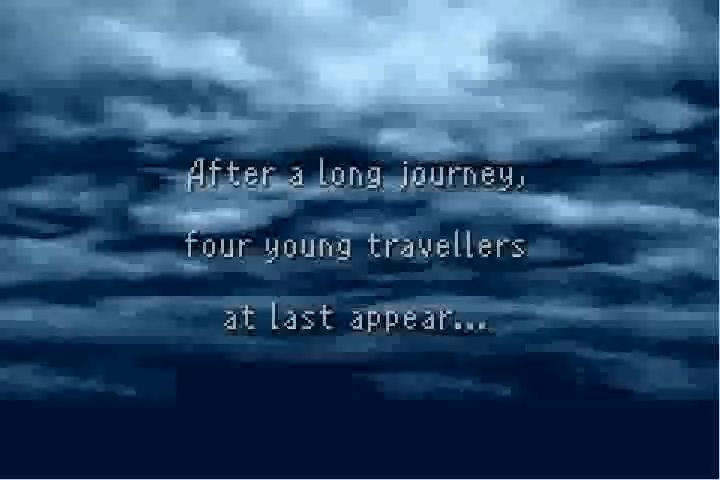 After a long journey,
four young travellers
at last appear...